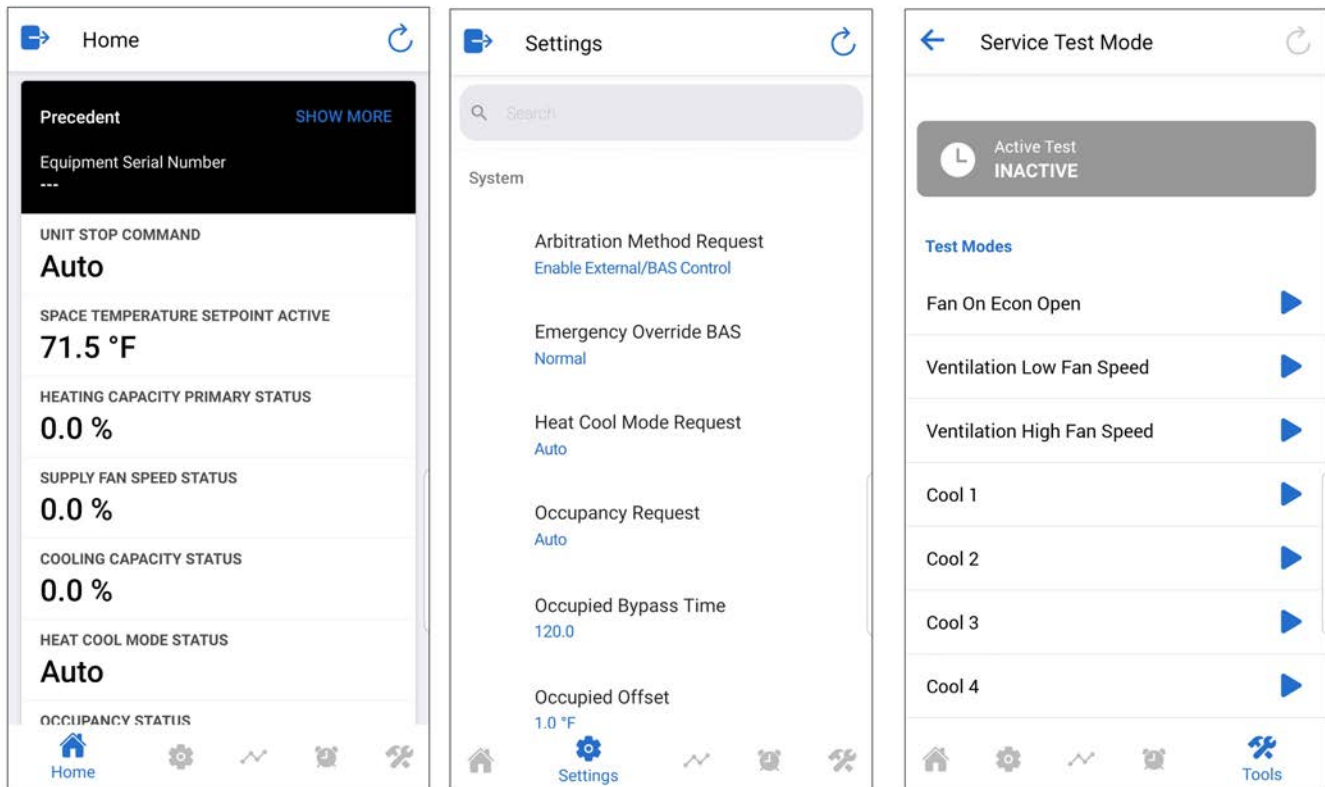 Home
Precedent
SHOW MORE
Equipment Serial Number
---
UNIT STOP COMMAND
Auto
SPACE TEMPERATURE SETPOINT ACTIVE
71.5 °F
HEATING CAPACITY PRIMARY STATUS
0.0 %
SUPPLY FAN SPEED STATUS
0.0 %
COOLING CAPACITY STATUS
0.0 %
HEAT COOL MODE STATUS
Auto
OCCUPANCY STATUS
Home
Settings
Search
System
Arbitration Method Request
Enable External/BAS Control
Emergency Override BAS
Normal
Heat Cool Mode Request
Auto
Occupancy Request
Auto
Occupied Bypass Time
120.0
Occupied Offset
1.0 °F
Settings
Service Test Mode
Active Test
INACTIVE
Test Modes
Fan On Econ Open
Ventilation Low Fan Speed
Ventilation High Fan Speed
Cool 1
Cool 2
Cool 3
Cool 4
Tools